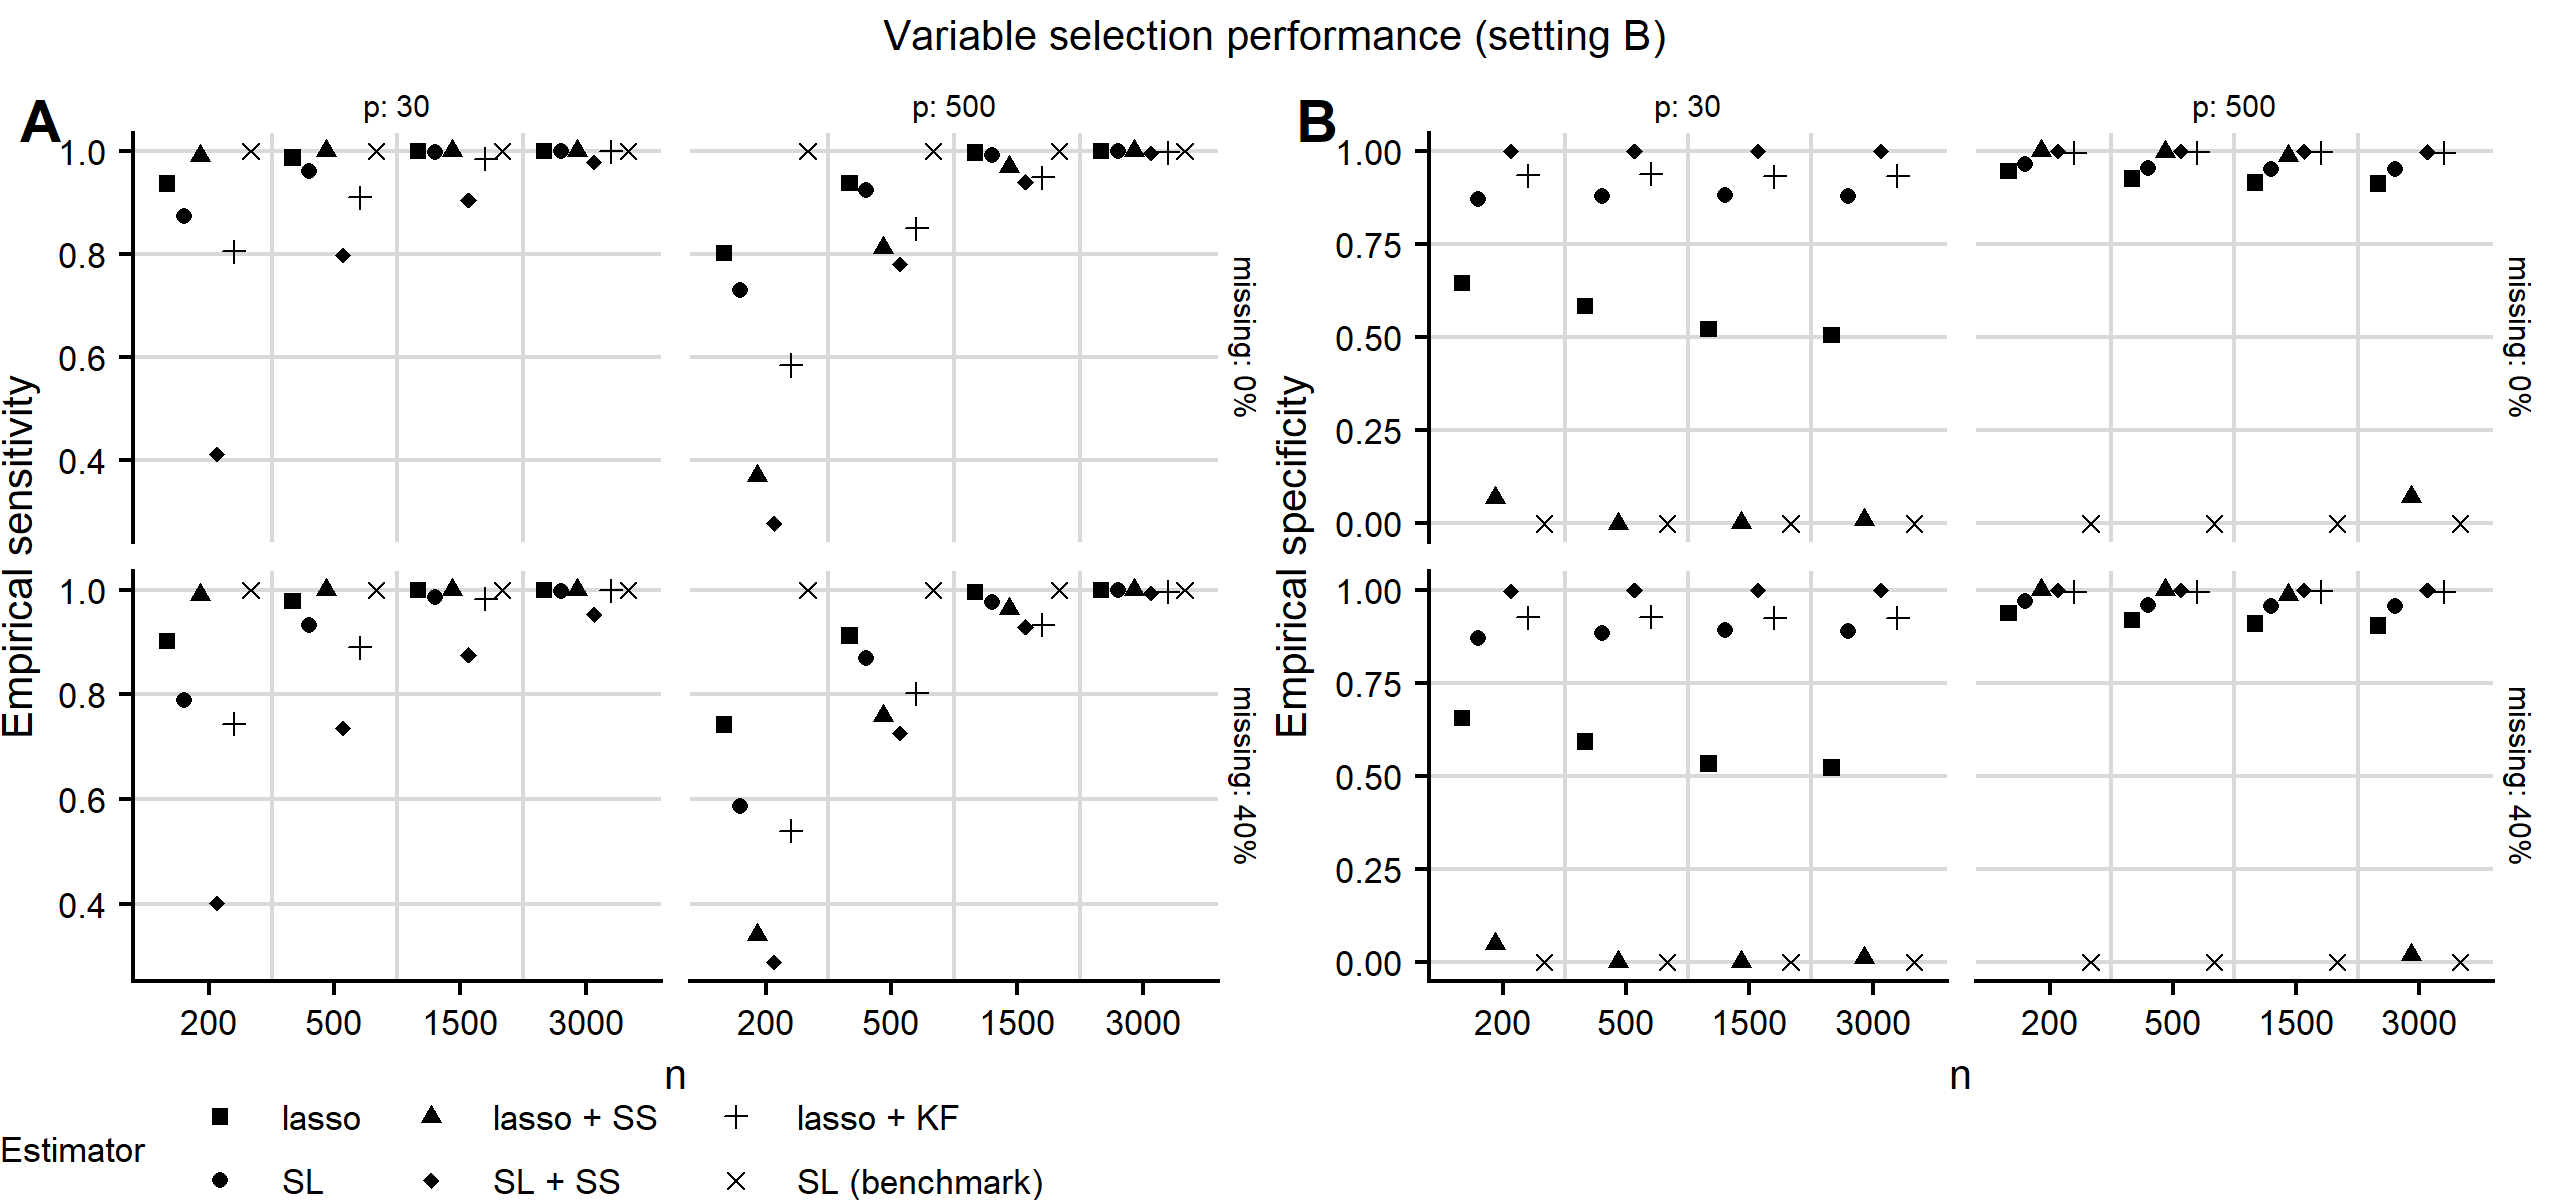 Variable selection performance (setting B)
A
p: 30
p: 500
Empirical sensitivity
1.0
0.8
0.6
0.4
missing: 0%
1.0
0.8
0.6
0.4
missing: 40%
200 500 1500 3000
200 500 1500 3000
n
B
p: 30
p: 500
Empirical specificity
1.00
0.75
0.50
0.25
0.00
missing: 0%
1.00
0.75
0.50
0.25
0.00
missing: 40%
200 500 1500 3000
200 500 1500 3000
n
Estimator
lasso
lasso + SS
lasso + KF
SL
SL + SS
SL (benchmark)